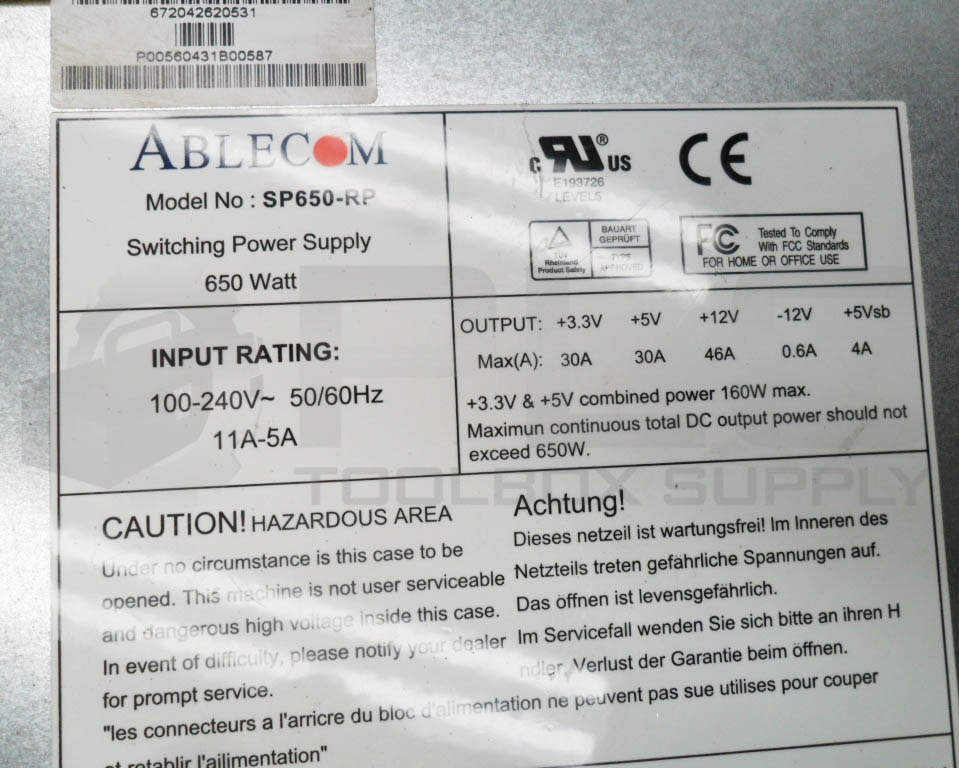 672042620531
P00560431B00587
ABLECOM
Model No : SP650-RP
Switching Power Supply
650 Watt
c RU ® US
E193726
LEVEL5
CE
TÜV
Rheinland
Product Safety
BAUART
GEPRÜFT
TYPE
APPROVED
FC Tested To Comply
With FCC Standards
FOR HOME OR OFFICE USE
INPUT RATING:
100-240V~ 50/60Hz
11A-5A
OUTPUT: +3.3V +5V +12V -12V +5Vsb
Max(A): 30A 30A 46A 0.6A 4A
+3.3V & +5V combined power 160W max.
Maximun continuous total DC output power should not
exceed 650W.
TOOLBOX SUPPLY
CAUTION! HAZARDOUS AREA
Under no circumstance is this case to be
opened. This machine is not user serviceable
and dangerous high voltage inside this case.
In event of difficulty, please notify your dealer
for prompt service.
Achtung!
Dieses netzeil ist wartungsfrei! Im Inneren des
Netzteils treten gefährliche Spannungen auf.
Das öffnen ist levensgefährlich.
Im Servicefall wenden Sie sich bitte an ihren H
ndler, Verlust der Garantie beim öffnen.
"les connecteurs a l'arricre du bloc d'alimentation ne peuvent pas sue utilises pour couper
et retablir l'ailimentation"